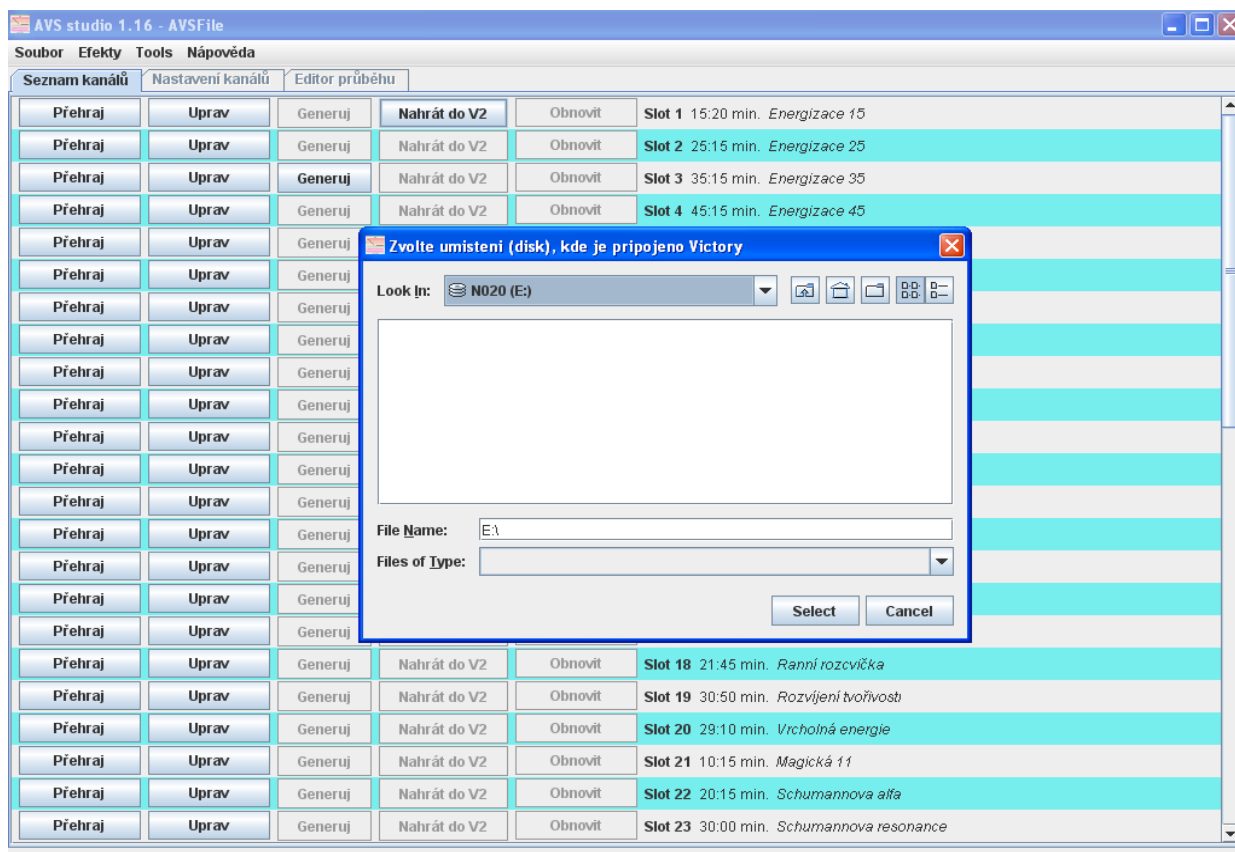 AVS studio 1.16 - AVSFile
Soubor Efekty Tools Nápověda
Seznam kanálů Nastavení kanálů Editor průběhu
Přehraj Uprav Generuj Nahrát do V2 Obnovit Slot 1 15:20 min. Energizace 15
Přehraj Uprav Generuj Nahrát do V2 Obnovit Slot 2 25:15 min. Energizace 25
Přehraj Uprav Generuj Nahrát do V2 Obnovit Slot 3 35:15 min. Energizace 35
Přehraj Uprav Generuj Nahrát do V2 Obnovit Slot 4 45:15 min. Energizace 45
Přehraj Uprav Generuj
Přehraj Uprav Generuj
Přehraj Uprav Generuj
Přehraj Uprav Generuj
Přehraj Uprav Generuj
Přehraj Uprav Generuj
Přehraj Uprav Generuj
Přehraj Uprav Generuj
Přehraj Uprav Generuj
Přehraj Uprav Generuj
Přehraj Uprav Generuj
Přehraj Uprav Generuj
Přehraj Uprav Generuj
Zvolte umisteni (disk), kde je pripojeno Victory
Look In: N020 (E:)
File Name: E:\
Files of Type:
Select Cancel
Přehraj Uprav Generuj Nahrát do V2 Obnovit Slot 18 21:45 min. Ranní rozcvička
Přehraj Uprav Generuj Nahrát do V2 Obnovit Slot 19 30:50 min. Rozvíjení tvořivosti
Přehraj Uprav Generuj Nahrát do V2 Obnovit Slot 20 29:10 min. Vrcholná energie
Přehraj Uprav Generuj Nahrát do V2 Obnovit Slot 21 10:15 min. Magická 11
Přehraj Uprav Generuj Nahrát do V2 Obnovit Slot 22 20:15 min. Schumannova alfa
Přehraj Uprav Generuj Nahrát do V2 Obnovit Slot 23 30:00 min. Schumannova resonance